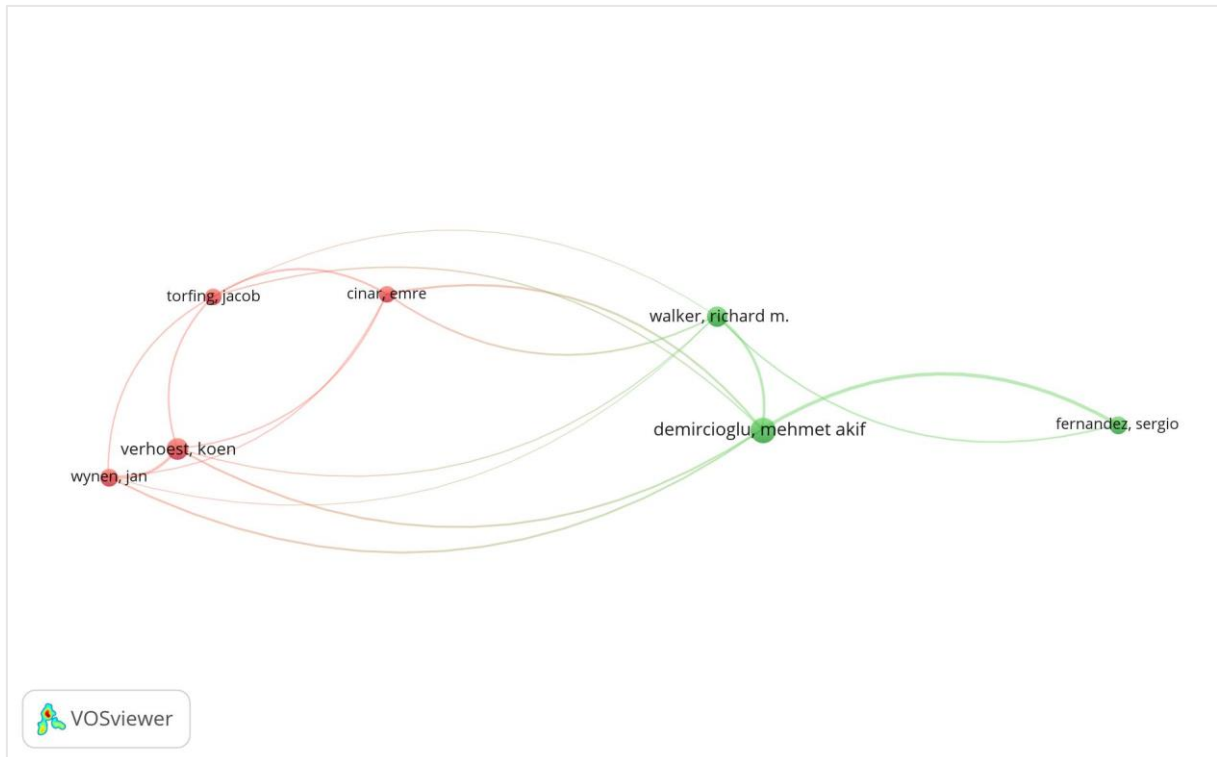 torfing, jacob
cinar, emre
walker, richard m.
demircioglu, mehmet akif
fernandez, sergio
verhoest, koen
wynen, jan
VOSviewer